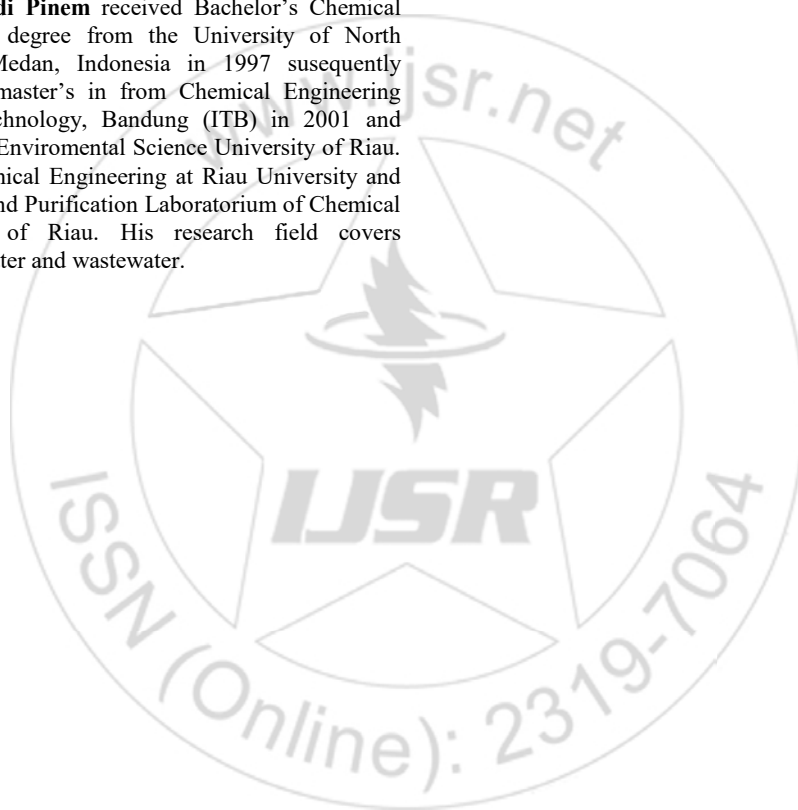 di Pinem received Bachelor's Chemical
degree from the University of North
Medan, Indonesia in 1997 susequently
master's in from Chemical Engineering
chnology, Bandung (ITB) in 2001 and
Enviromental Science University of Riau.
nical Engineering at Riau University and
nd Purification Laboratorium of Chemical
of Riau. His research field covers
ter and wastewater.
www.ijsr.net
IJSR
ISSN (Online): 2319-7064